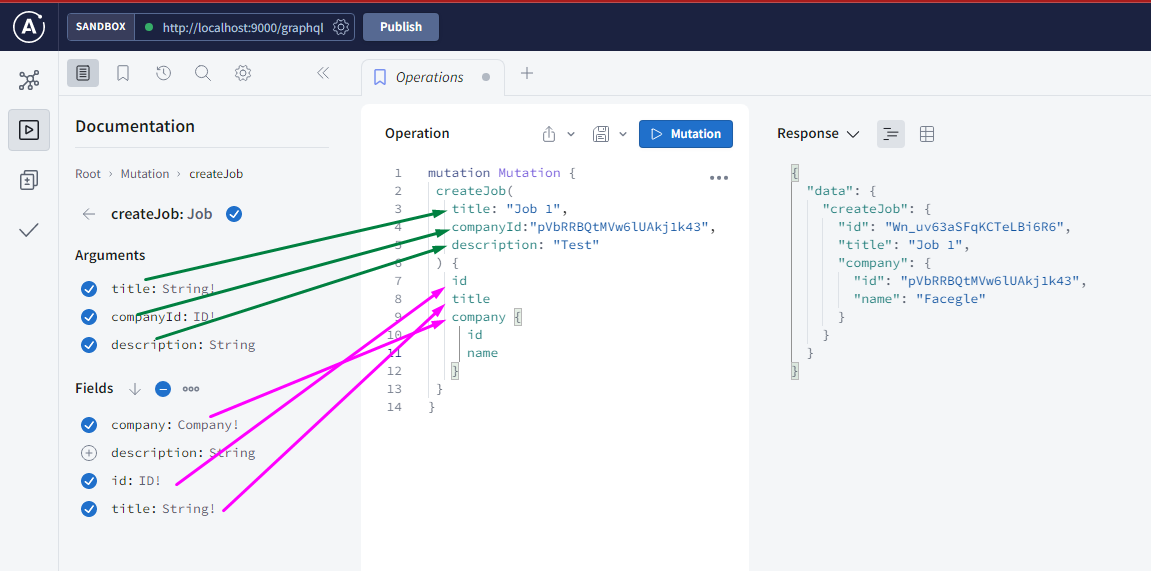 SANDBOX
http://localhost:9000/graphql
Publish
Operations
Documentation
Root › Mutation › createJob
createJob: Job
Arguments
title: String!
companyId: ID!
description: String
Fields
company: Company!
description: String
id: ID!
title: String!
Operation
Mutation
1 mutation Mutation {
2 createJob(
3 title: "Job 1",
4 companyId:"pVbRRBQtMVw6lUAkj1k43",
5 description: "Test"
6 ) {
7 id
8 title
9 company {
10 id
11 name
12 }
13 }
14 }
Response
{
"data": {
"createJob": {
"id": "Wn_uv63aSFqKCTeLBi6R6",
"title": "Job 1",
"company": {
"id": "pVbRRBQtMVw6lUAkj1k43",
"name": "Facegle"
}
}
}
}